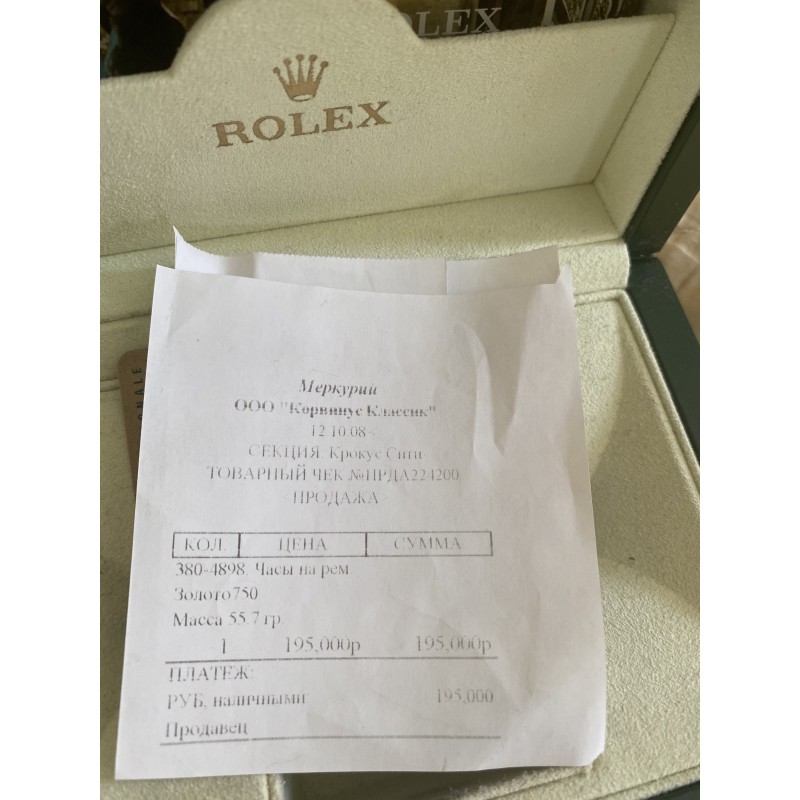 ROLEX
ROLEX
Меркурий
ООО "Корвинус Классик"
12.10.08
СЕКЦИЯ: Крокус Сити
ТОВАРНЫЙ ЧЕК №ПРДА224200
<ПРОДАЖА>
КОЛ. ЦЕНА СУММА
380-4898. Часы на рем.
Золото750
Масса 55.7 гр.
1 195,000р 195,000р
ПЛАТЕЖ:
РУБ, наличными 195,000
Продавец